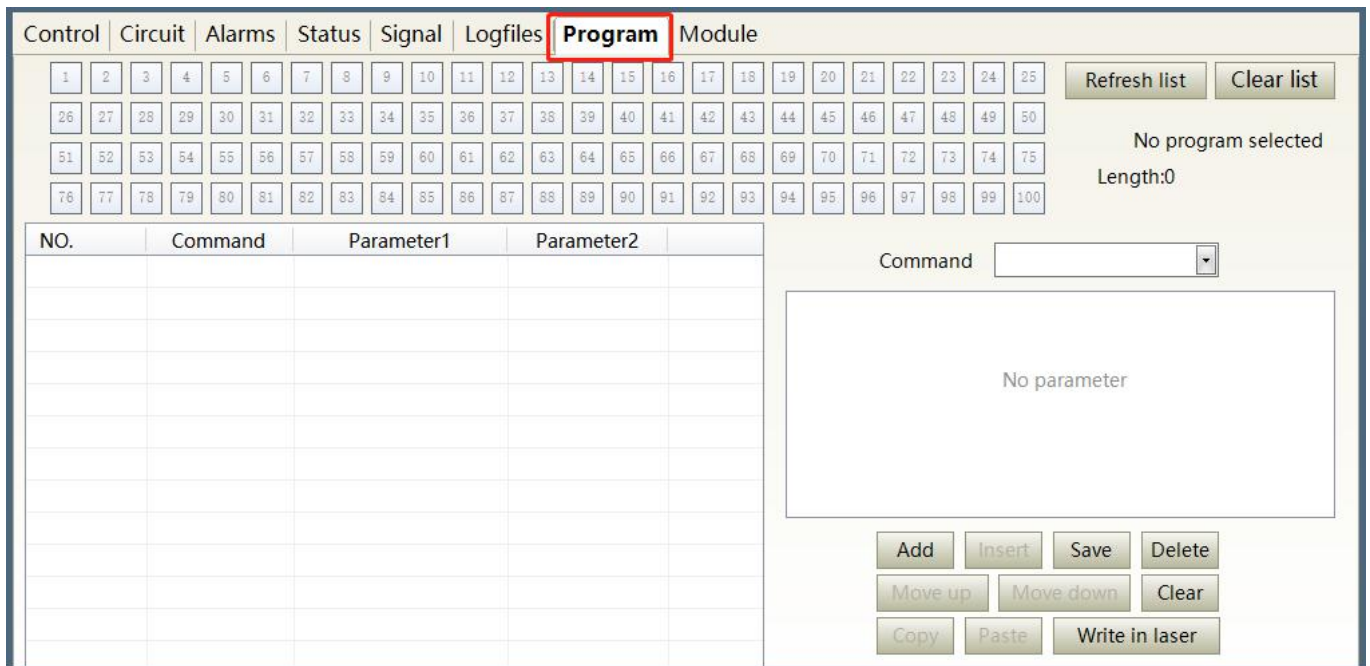 Control Circuit Alarms Status Signal Logfiles Program Module
1 2 3 4 5 6 7 8 9 10 11 12 13 14 15 16 17 18 19 20 21 22 23 24 25 Refresh list Clear list
26 27 28 29 30 31 32 33 34 35 36 37 38 39 40 41 42 43 44 45 46 47 48 49 50
No program selected
51 52 53 54 55 56 57 58 59 60 61 62 63 64 65 66 67 68 69 70 71 72 73 74 75
Length:0
76 77 78 79 80 81 82 83 84 85 86 87 88 89 90 91 92 93 94 95 96 97 98 99 100
NO. Command Parameter1 Parameter2
Command
No parameter
Add Insert Save Delete
Move up Move down Clear
Copy Paste Write in laser